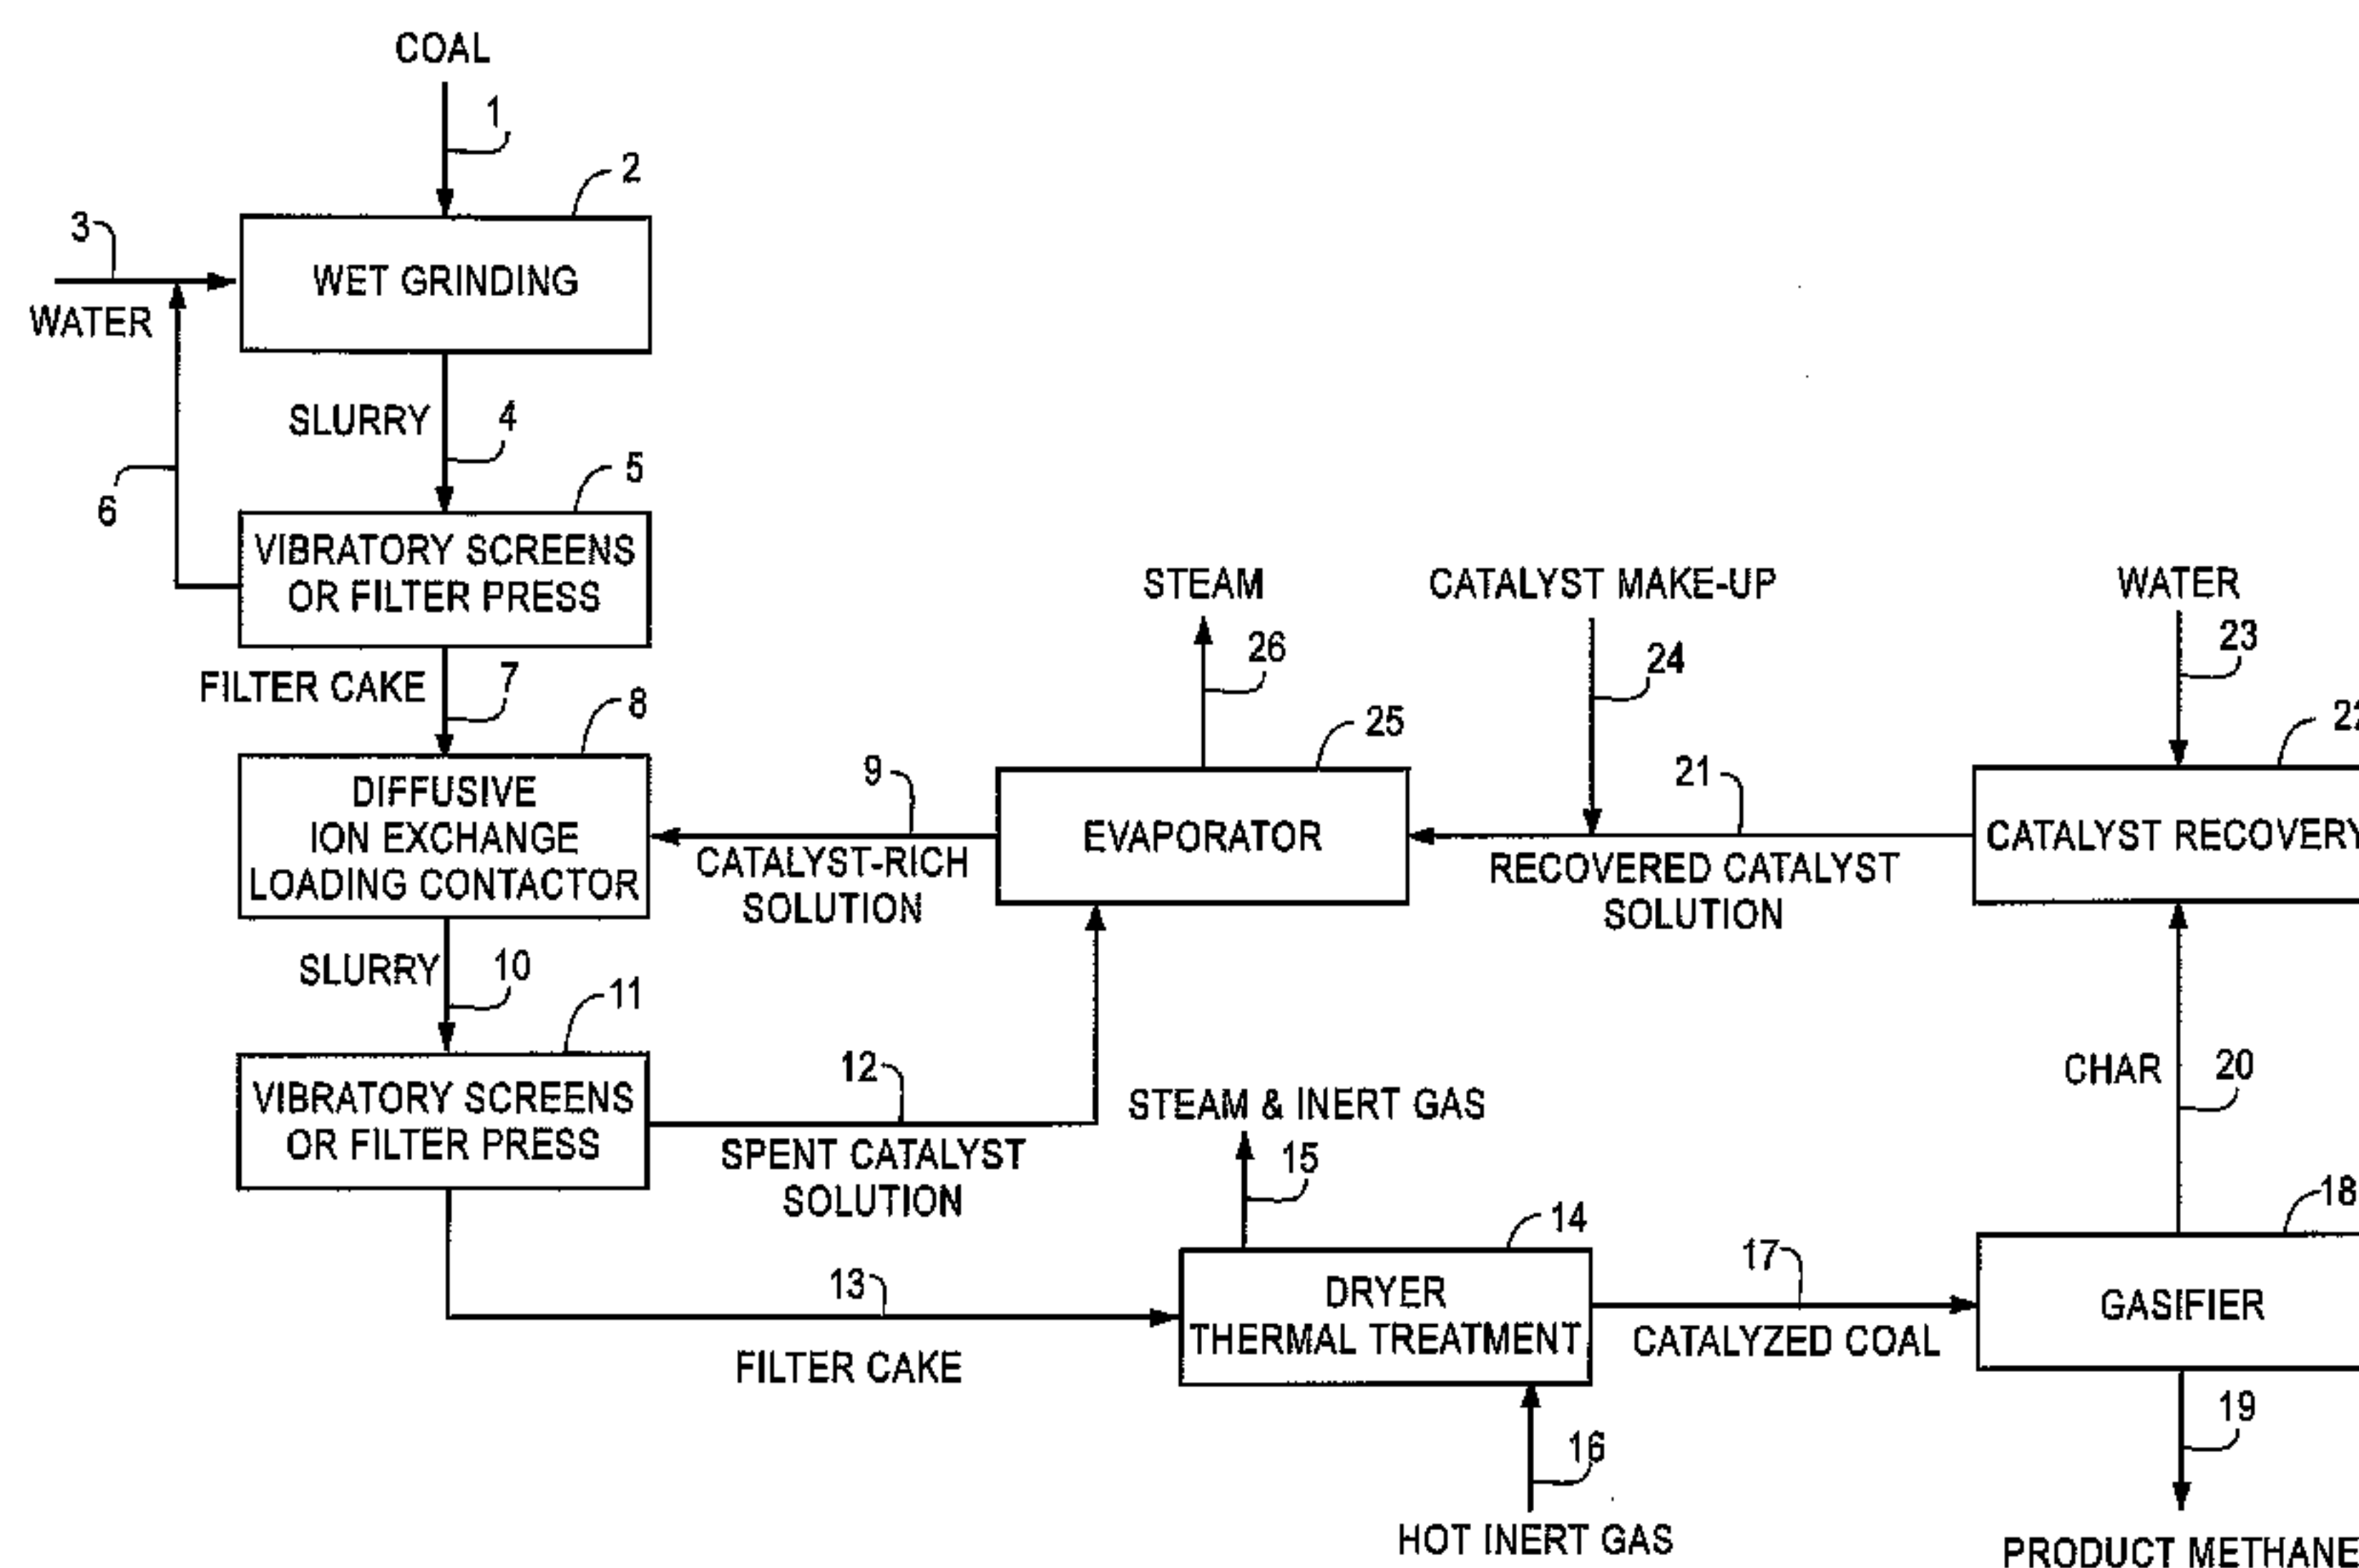 COAL
1
2
3
WET GRINDING
WATER
SLURRY
4
5
6
VIBRATORY SCREENS
OR FILTER PRESS
FILTER CAKE
7
8
DIFFUSIVE
ION EXCHANGE
LOADING CONTACTOR
9
CATALYST-RICH
SOLUTION
STEAM
26
25
EVAPORATOR
CATALYST MAKE-UP
24
21
RECOVERED CATALYST
SOLUTION
WATER
23
22
CATALYST RECOVERY
SLURRY
10
11
VIBRATORY SCREENS
OR FILTER PRESS
12
SPENT CATALYST
SOLUTION
13
FILTER CAKE
STEAM & INERT GAS
15
14
DRYER
THERMAL TREATMENT
16
HOT INERT GAS
17
CATALYZED COAL
CHAR
20
18
GASIFIER
19
PRODUCT METHANE